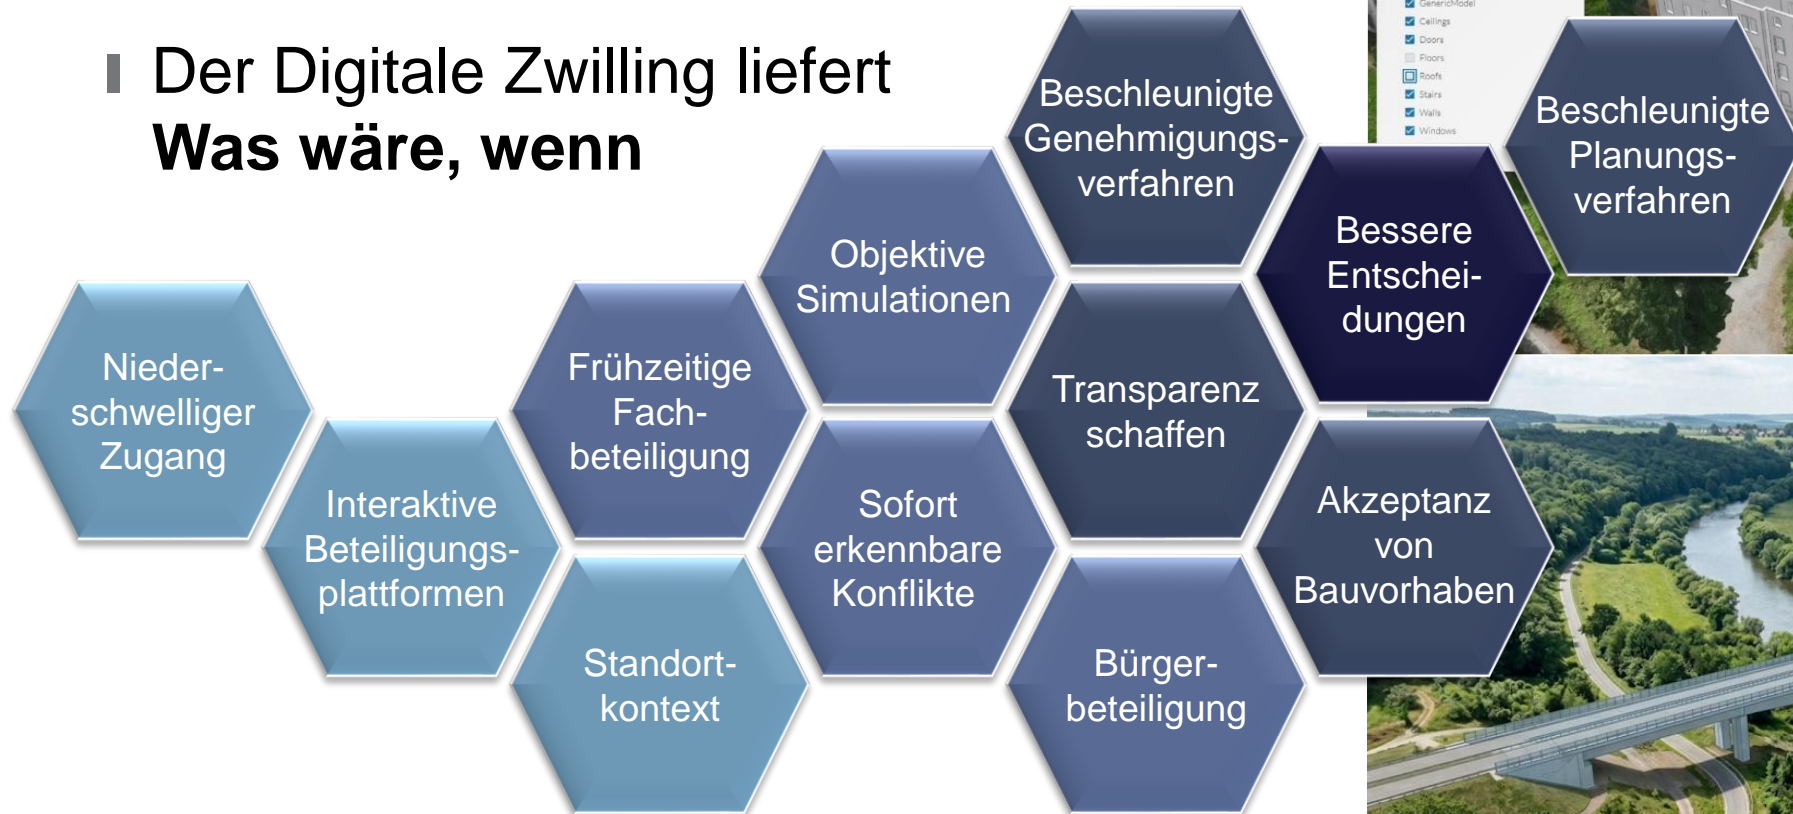 Der Digitale Zwilling liefert
Was wäre, wenn
Nieder-
schwelliger
Zugang
Interaktive
Beteiligungs-
plattformen
Frühzeitige
Fach-
beteiligung
Standort-
kontext
Objektive
Simulationen
Sofort
erkennbare
Konflikte
Beschleunigte
Genehmigungs-
verfahren
Transparenz
schaffen
Bürger-
beteiligung
Bessere
Entschei-
dungen
Akzeptanz
von
Bauvorhaben
Beschleunigte
Planungs-
verfahren
GenericModel
Ceilings
Doors
Floors
Roofs
Stairs
Walls
Windows